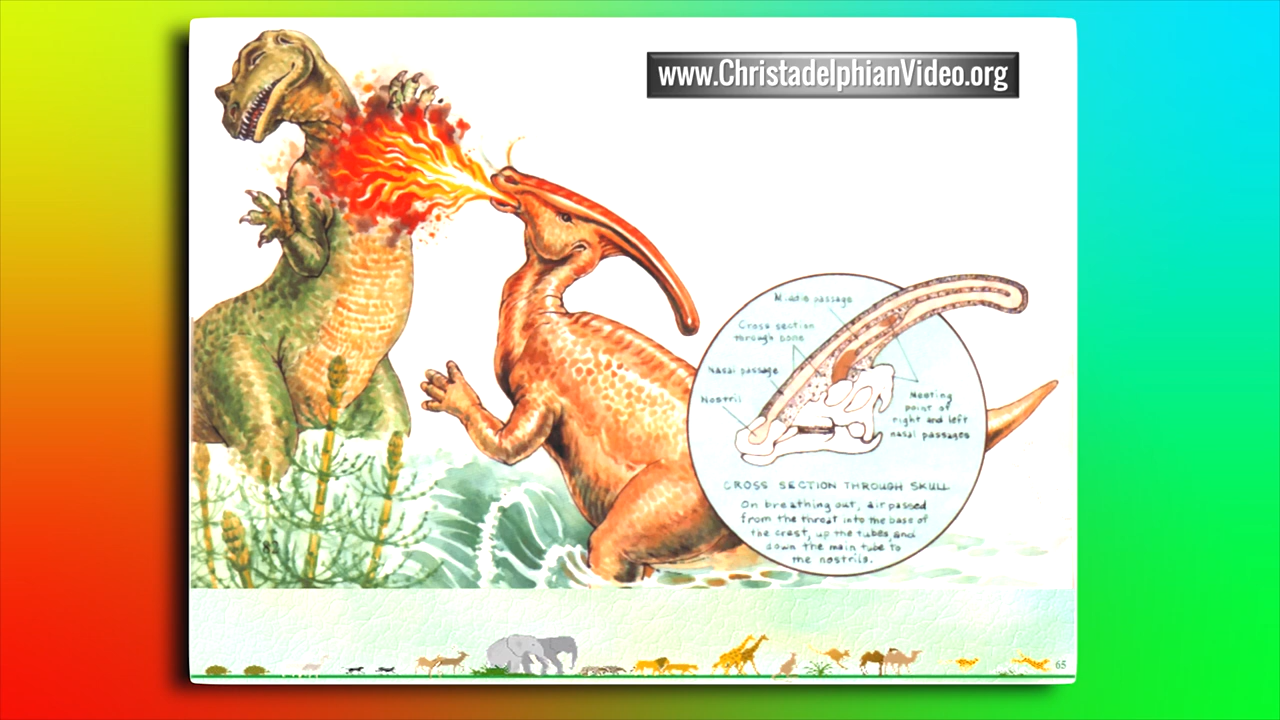 www.ChristadelphianVideo.org
Middle passage
Cross section
through bone
Nasal passage
Nostril
Meeting
point of
right and left
nasal passages
CROSS SECTION THROUGH SKULL
On breathing out, air passed
from the throat into the base of
the crest, up the tubes, and
down the main tube to
the nostrils.
82
65